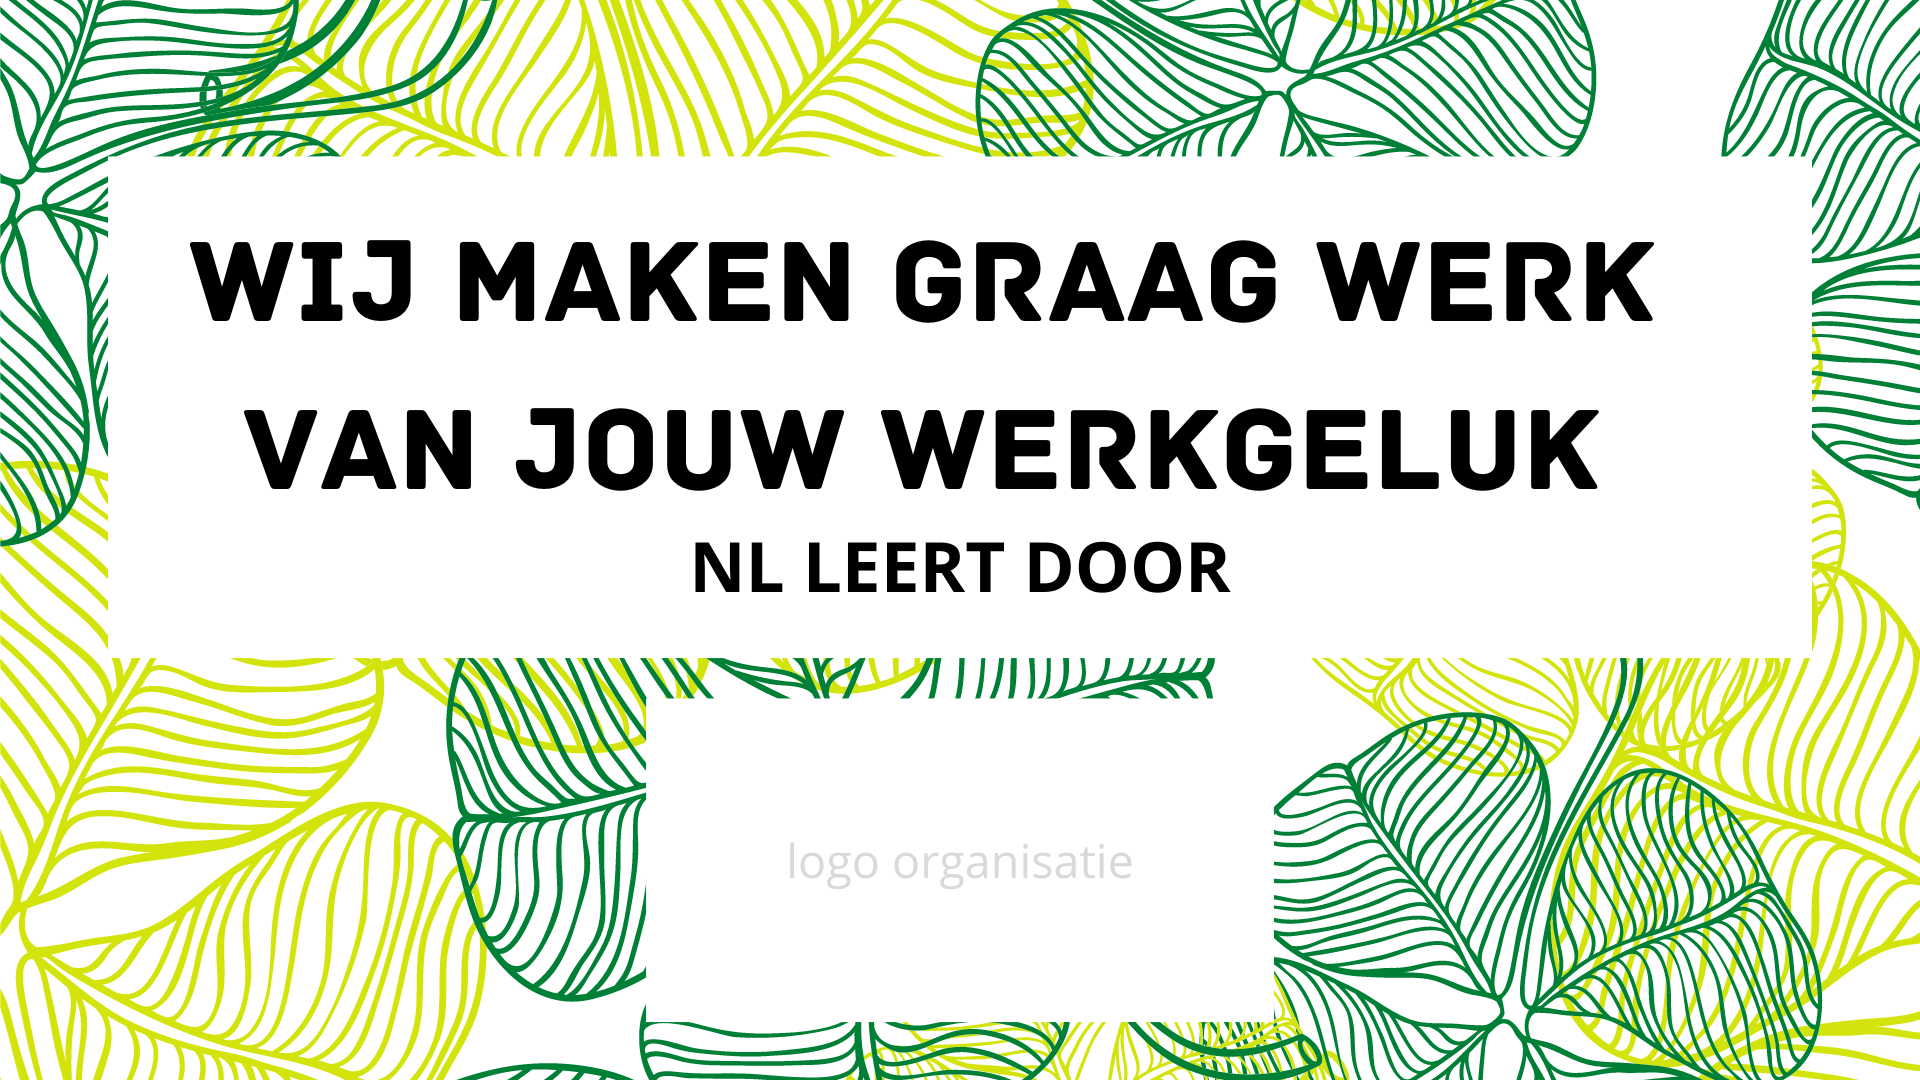 WIJ MAKEN GRAAG WERK
VAN JOUW WERKGELUK
NL LEERT DOOR
logo organisatie